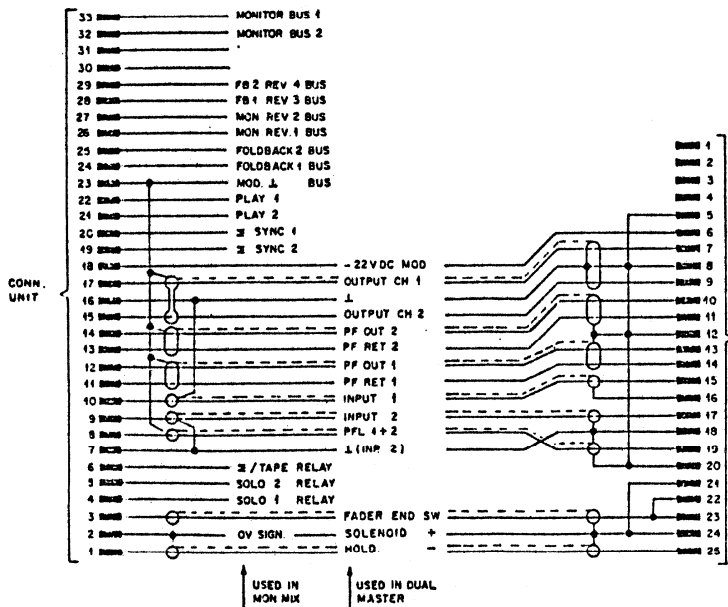 33 MONITOR BUS 1
32 MONITOR BUS 2
31
30
29 FB 2 REV 4 BUS
28 FB 1 REV 3 BUS
27 MON REV 2 BUS
26 MON REV. 1 BUS
25 FOLDBACK 2 BUS
24 FOLDBACK 1 BUS
23 MOD. ⊥ BUS
22 PLAY 1
21 PLAY 2
20 SYNC 1
19 SYNC 2
18 -22VDC MOD
17 OUTPUT CH 1
16 ⊥
15 OUTPUT CH 2
14 PF OUT 2
13 PF RET 2
12 PF OUT 1
11 PF RET 1
10 INPUT 1
9 INPUT 2
8 PFL 1+2
7 ⊥ (INP. 2)
6 /TAPE RELAY
5 SOLO 2 RELAY
4 SOLO 1 RELAY
3 FADER END SW
2 0V SIGN. SOLENOID +
1 HOLD. -
CONN.
UNIT
1
2
3
4
5
6
7
8
9
10
11
12
13
14
15
16
17
18
19
20
21
22
23
24
25
USED IN
MON MIX
USED IN DUAL
MASTER